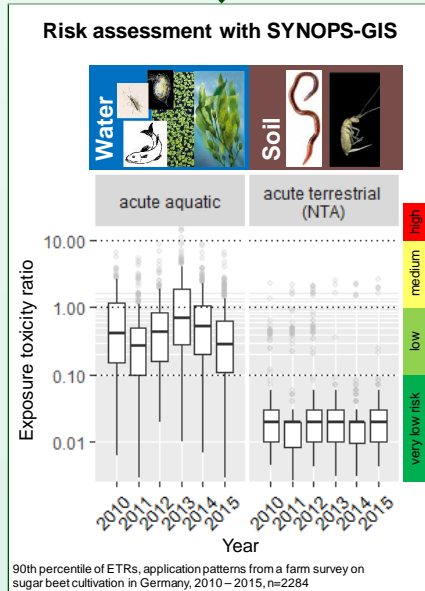 Risk assessment with SYNOPS-GIS
Water
Soil
acute aquatic
acute terrestrial
(NTA)
Exposure toxicity ratio
10.00
1.00
0.10
0.01
high
medium
low
very low risk
2010 2011 2012 2013 2014 2015 2010 2011 2012 2013 2014 2015
Year
90th percentile of ETRs, application patterns from a farm survey on
sugar beet cultivation in Germany, 2010 – 2015, n=2284